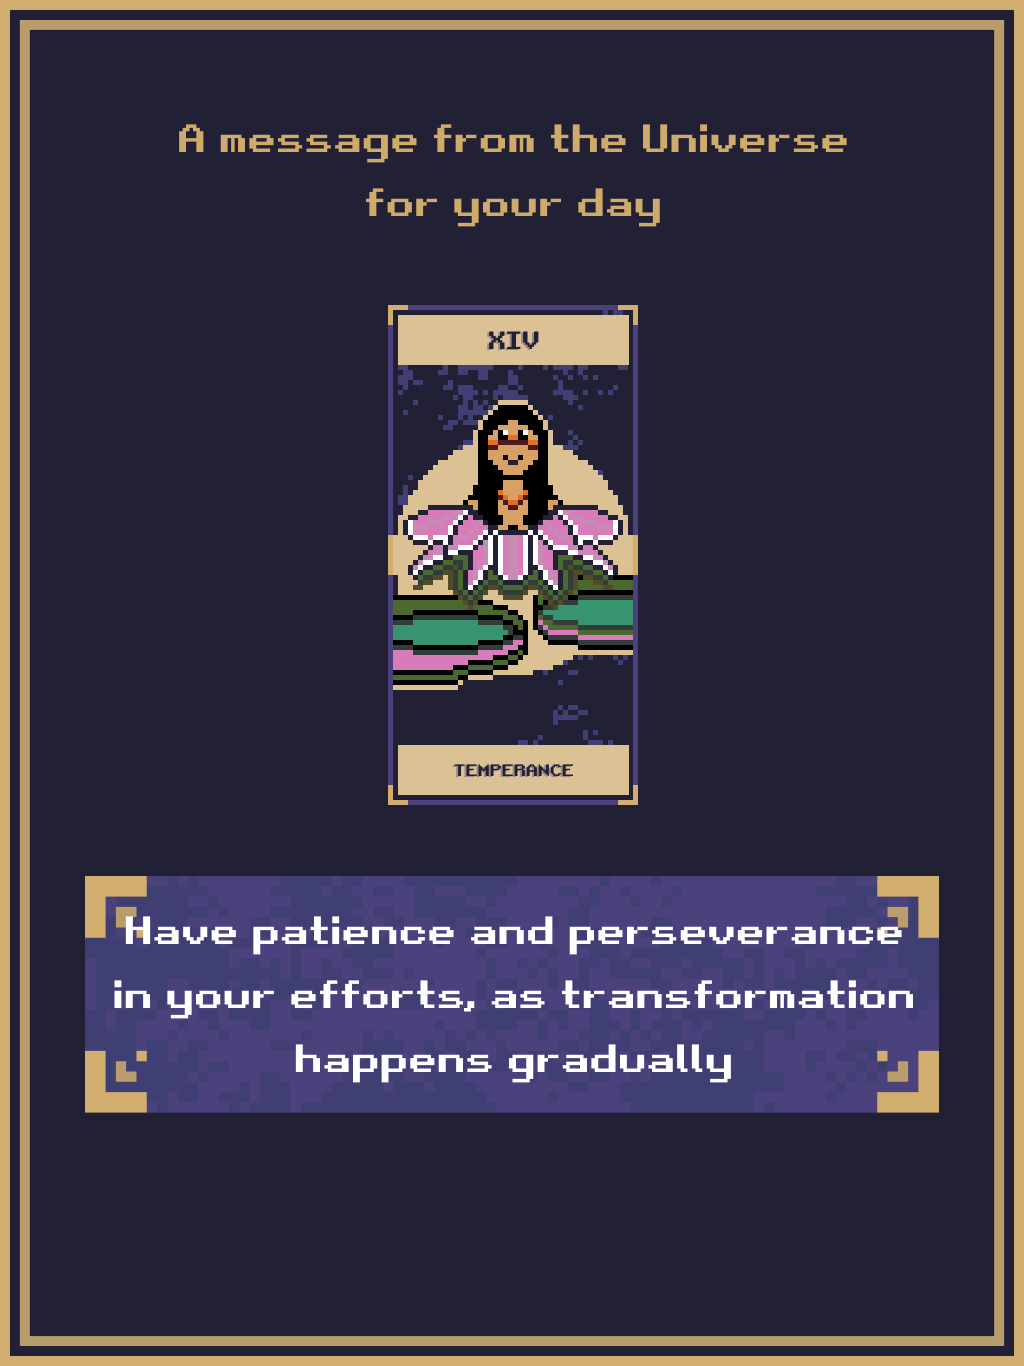 A message from the Universe
for your day
XIV
TEMPERANCE
Have patience and perseverance
in your efforts, as transformation
happens gradually